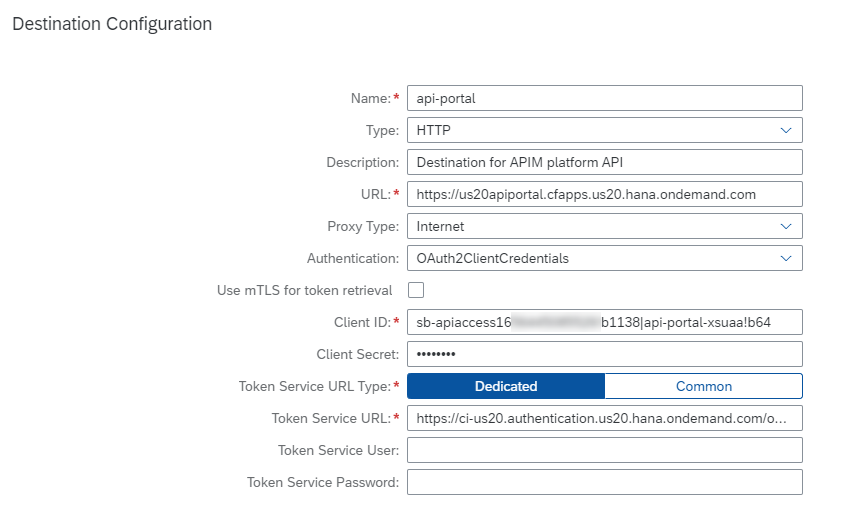 Destination Configuration
Name:* api-portal
Type: HTTP
Description: Destination for APIM platform API
URL:* https://us20apiportal.cfapps.us20.hana.ondemand.com
Proxy Type: Internet
Authentication: OAuth2ClientCredentials
Use mTLS for token retrieval
Client ID:* sb-apiaccess16 b1138|api-portal-xsuaa!b64
Client Secret: ••••••••
Token Service URL Type:* Dedicated Common
Token Service URL:* https://ci-us20.authentication.us20.hana.ondemand.com/o...
Token Service User:
Token Service Password: